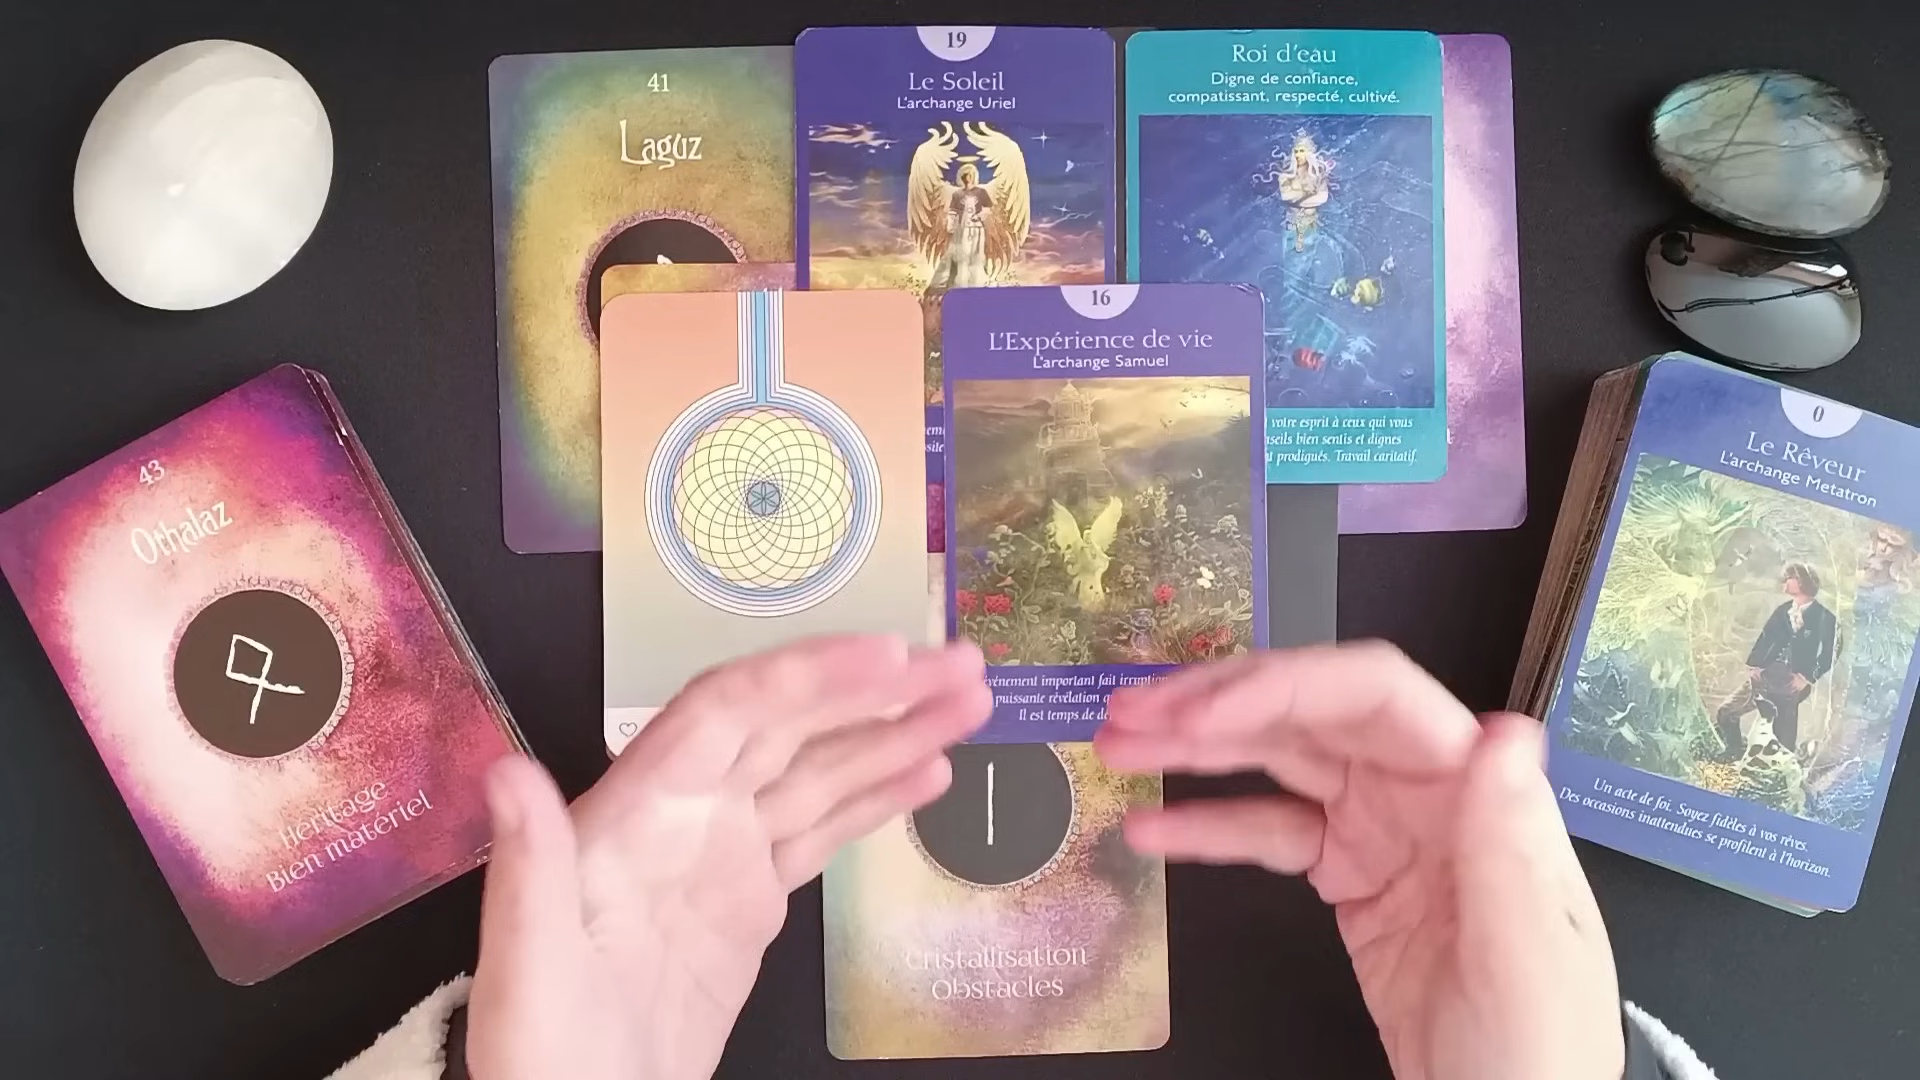 41
Laguz
19
Le Soleil
L'archange Uriel
Roi d'eau
Digne de confiance,
compatissant, respecté, cultivé.
votre esprit à ceux qui vous
bien sentis et dignes
prodigués. Travail caritatif.
16
L'Expérience de vie
L'archange Samuel
événement important fait irruption
puissante révélation
Il est temps de
43
Othalaz
Héritage
Bien matériel
Cristallisation
Obstacles
0
Le Rêveur
L'archange Metatron
Un acte de foi. Soyez fidèles à vos rêves.
Des occasions inattendues se profilent à l'horizon.